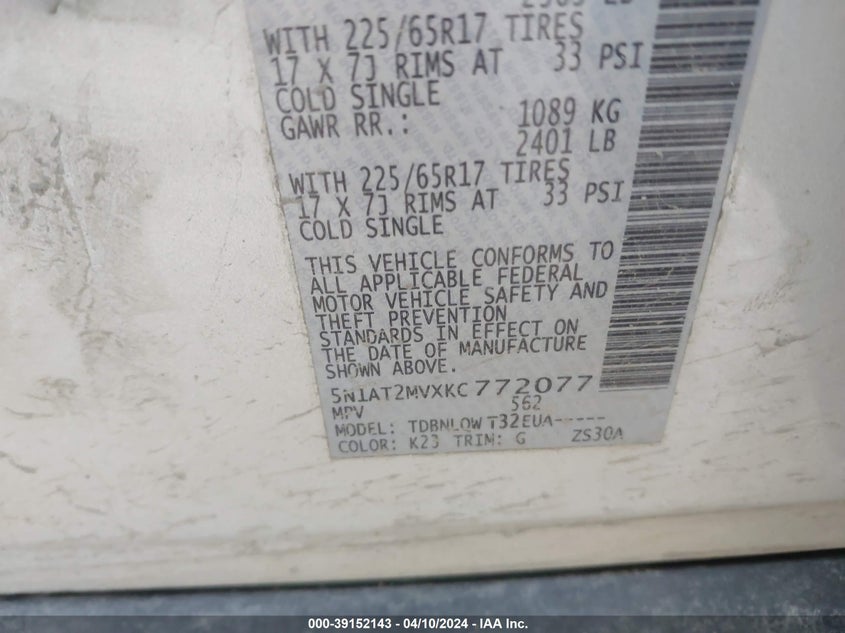 WITH 225/65R17 TIRES
17 X 7J RIMS AT 33 PSI
COLD SINGLE
GAWR RR.: 1089 KG
2401 LB
WITH 225/65R17 TIRES
17 X 7J RIMS AT 33 PSI
COLD SINGLE
THIS VEHICLE CONFORMS TO
ALL APPLICABLE FEDERAL
MOTOR VEHICLE SAFETY AND
THEFT PREVENTION
STANDARDS IN EFFECT ON
THE DATE OF MANUFACTURE
SHOWN ABOVE.
5N1AT2MVXKC772077
MPV 562
MODEL: TDBNLQWT32EUA-----
COLOR: K23 TRIM: G ZS30A
000-39152143 - 04/10/2024 - IAA Inc.